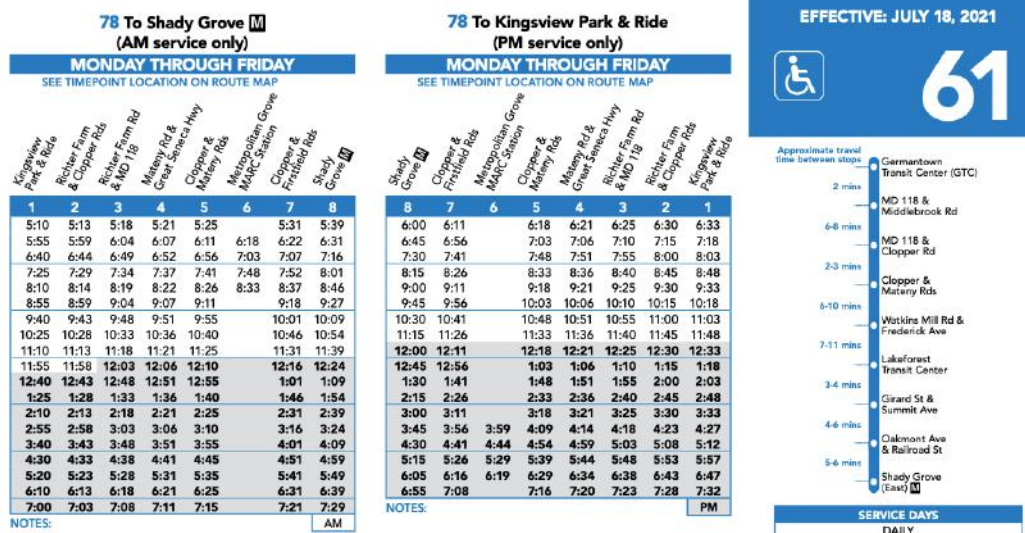 78 To Shady Grove M
(AM service only)
MONDAY THROUGH FRIDAY
SEE TIMEPOINT LOCATION ON ROUTE MAP
Kingsview Park & Ride
Richter Farm & Clopper Rds
Richter Farm Rd & MD 118
Mateny Rd & Great Seneca Hwy
Clopper & Mateny Rds
Metropolitan Grove MARC Station
Clopper & Firstfield Rds
Shady Grove M
1 2 3 4 5 6 7 8
5:10 5:13 5:18 5:21 5:25 5:31 5:39
5:55 5:59 6:04 6:07 6:11 6:18 6:22 6:31
6:40 6:44 6:49 6:52 6:56 7:03 7:07 7:16
7:25 7:29 7:34 7:37 7:41 7:48 7:52 8:01
8:10 8:14 8:19 8:22 8:26 8:33 8:37 8:46
8:55 8:59 9:04 9:07 9:11 9:18 9:27
9:40 9:43 9:48 9:51 9:55 10:01 10:09
10:25 10:28 10:33 10:36 10:40 10:46 10:54
11:10 11:13 11:18 11:21 11:25 11:31 11:39
11:55 11:58 12:03 12:06 12:10 12:16 12:24
12:40 12:43 12:48 12:51 12:55 1:01 1:09
1:25 1:28 1:33 1:36 1:40 1:46 1:54
2:10 2:13 2:18 2:21 2:25 2:31 2:39
2:55 2:58 3:03 3:06 3:10 3:16 3:24
3:40 3:43 3:48 3:51 3:55 4:01 4:09
4:30 4:33 4:38 4:41 4:45 4:51 4:59
5:20 5:23 5:28 5:31 5:35 5:41 5:49
6:10 6:13 6:18 6:21 6:25 6:31 6:39
7:00 7:03 7:08 7:11 7:15 7:21 7:29
NOTES: AM
78 To Kingsview Park & Ride
(PM service only)
MONDAY THROUGH FRIDAY
SEE TIMEPOINT LOCATION ON ROUTE MAP
Shady Grove M
Clopper & Firstfield Rds
Metropolitan Grove MARC Station
Clopper & Mateny Rds
Mateny Rd & Great Seneca Hwy
Richter Farm Rd & MD 118
Richter Farm & Clopper Rds
Kingsview Park & Ride
8 7 6 5 4 3 2 1
6:00 6:11 6:18 6:21 6:25 6:30 6:33
6:45 6:56 7:03 7:06 7:10 7:15 7:18
7:30 7:41 7:48 7:51 7:55 8:00 8:03
8:15 8:26 8:33 8:36 8:40 8:45 8:48
9:00 9:11 9:18 9:21 9:25 9:30 9:33
9:45 9:56 10:03 10:06 10:10 10:15 10:18
10:30 10:41 10:48 10:51 10:55 11:00 11:03
11:15 11:26 11:33 11:36 11:40 11:45 11:48
12:00 12:11 12:18 12:21 12:25 12:30 12:33
12:45 12:56 1:03 1:06 1:10 1:15 1:18
1:30 1:41 1:48 1:51 1:55 2:00 2:03
2:15 2:26 2:33 2:36 2:40 2:45 2:48
3:00 3:11 3:18 3:21 3:25 3:30 3:33
3:45 3:56 3:59 4:09 4:14 4:18 4:23 4:27
4:30 4:41 4:44 4:54 4:59 5:03 5:08 5:12
5:15 5:26 5:29 5:39 5:44 5:48 5:53 5:57
6:05 6:16 6:19 6:29 6:34 6:38 6:43 6:47
6:55 7:08 7:16 7:20 7:23 7:28 7:32
NOTES: PM
EFFECTIVE: JULY 18, 2021
61
Approximate travel
time between stops
Germantown
Transit Center (GTC)
2 mins
MD 118 &
Middlebrook Rd
6-8 mins
MD 118 &
Clopper Rd
2-3 mins
Clopper &
Mateny Rds
6-10 mins
Watkins Mill Rd &
Frederick Ave
7-11 mins
Lakeforest
Transit Center
3-4 mins
Girard St &
Summit Ave
4-6 mins
Oakmont Ave
& Railroad St
5-6 mins
Shady Grove
(East) M
SERVICE DAYS
DAILY